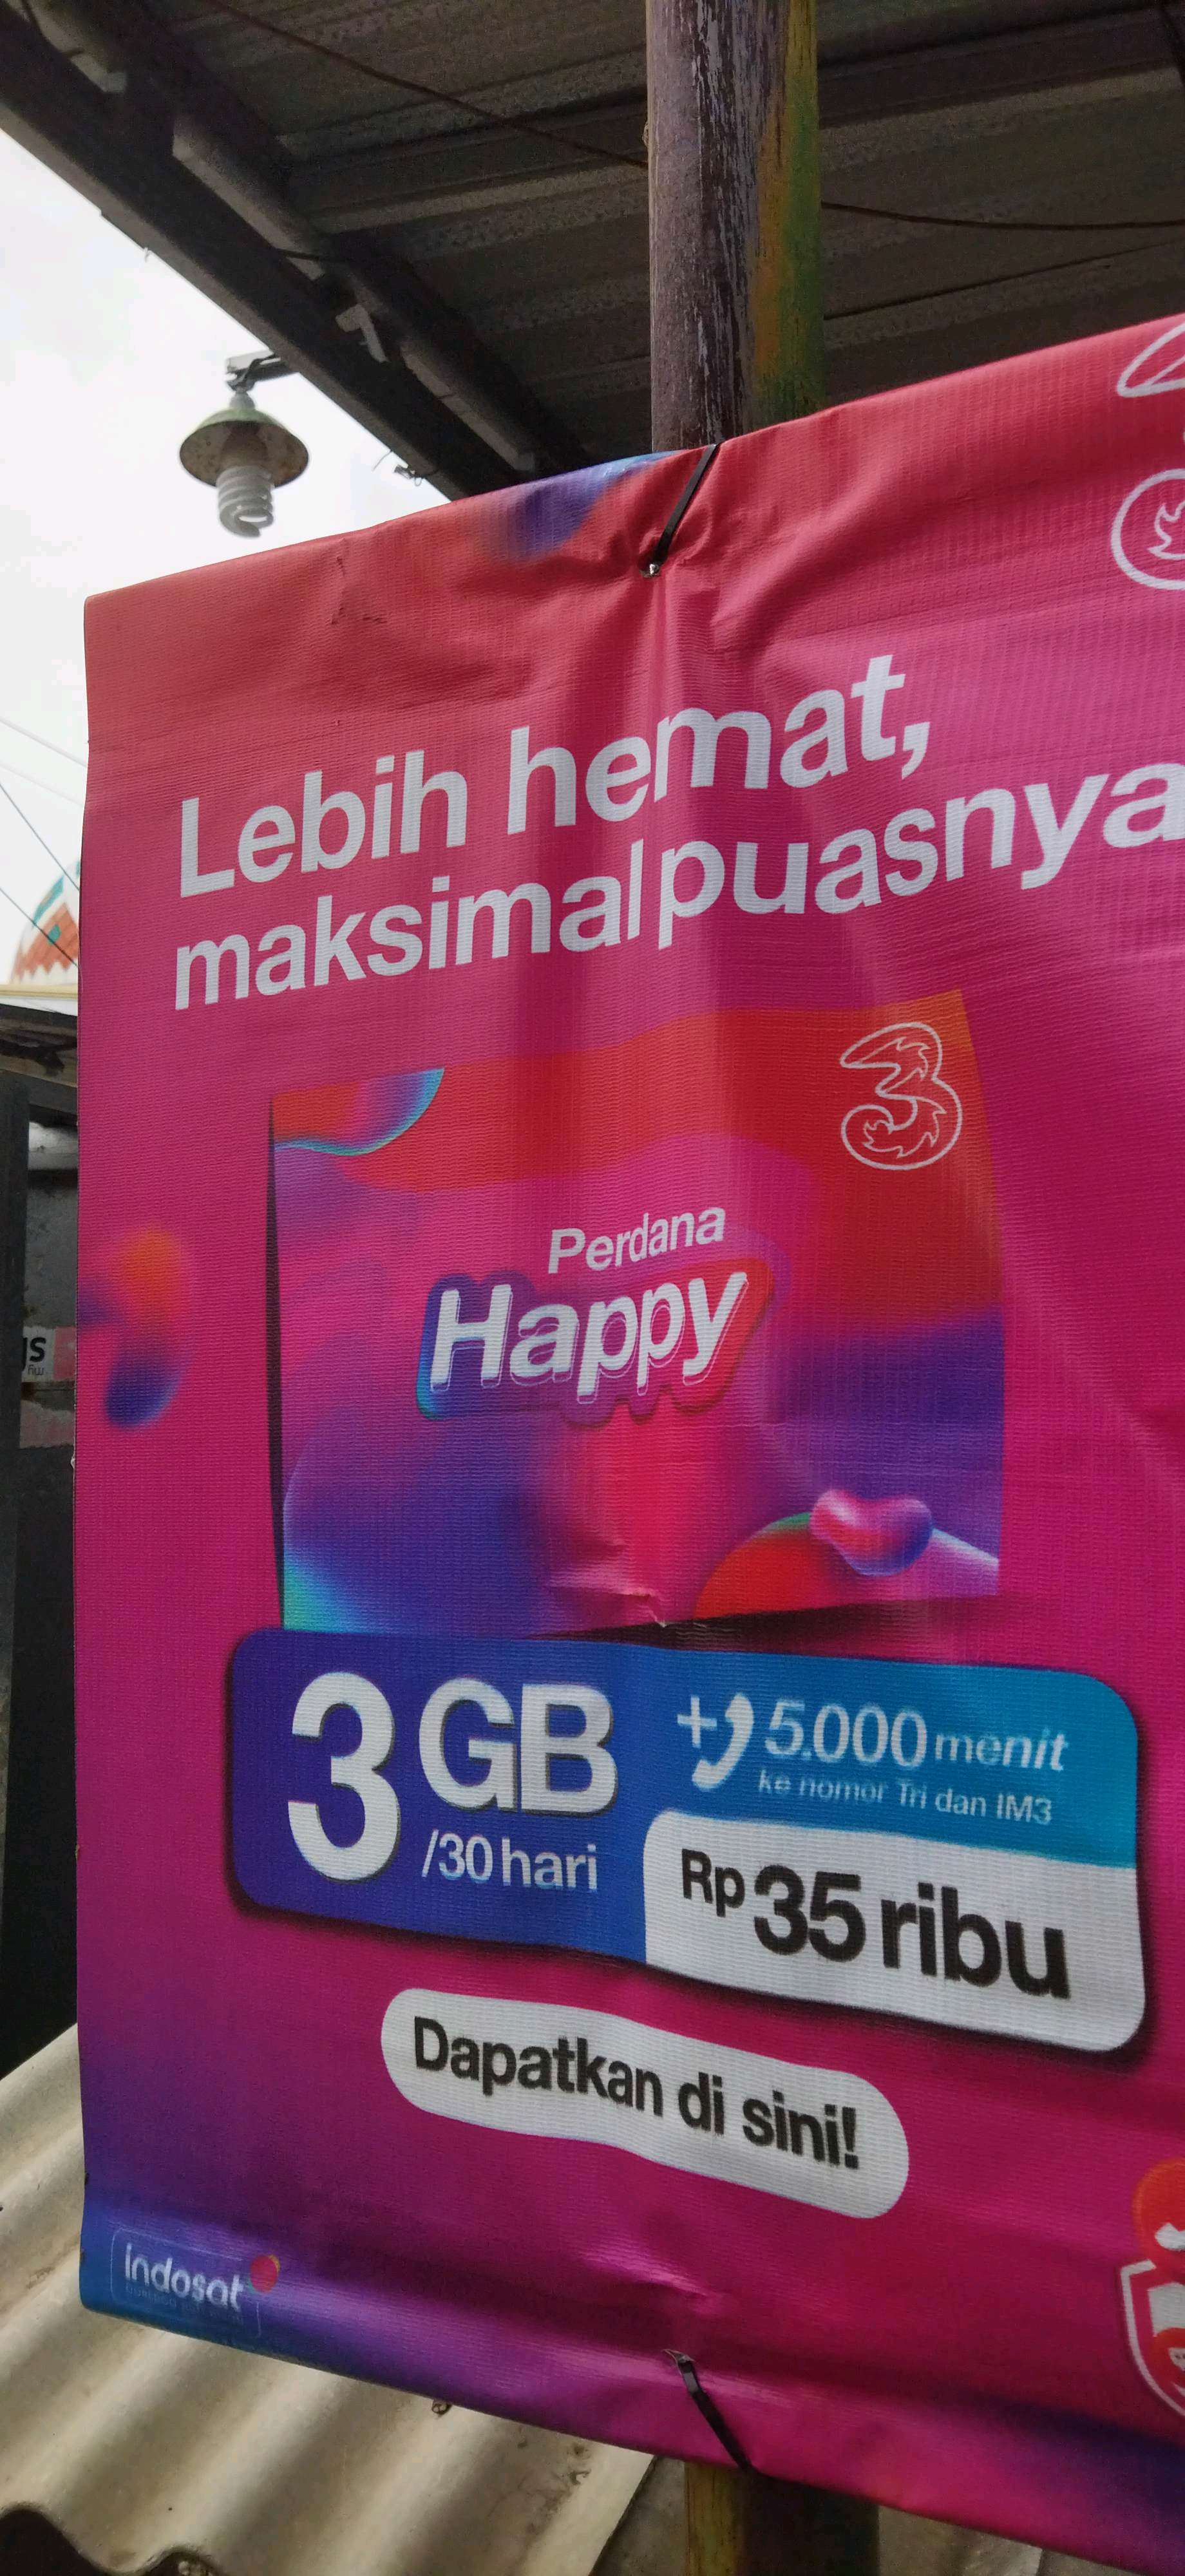 Lebih hemat,
maksimal puasnya
3
Perdana
Happy
3 GB
/30 hari
+ 5.000 menit
ke nomor Tri dan IM3
Rp 35 ribu
Dapatkan di sini!
indosat